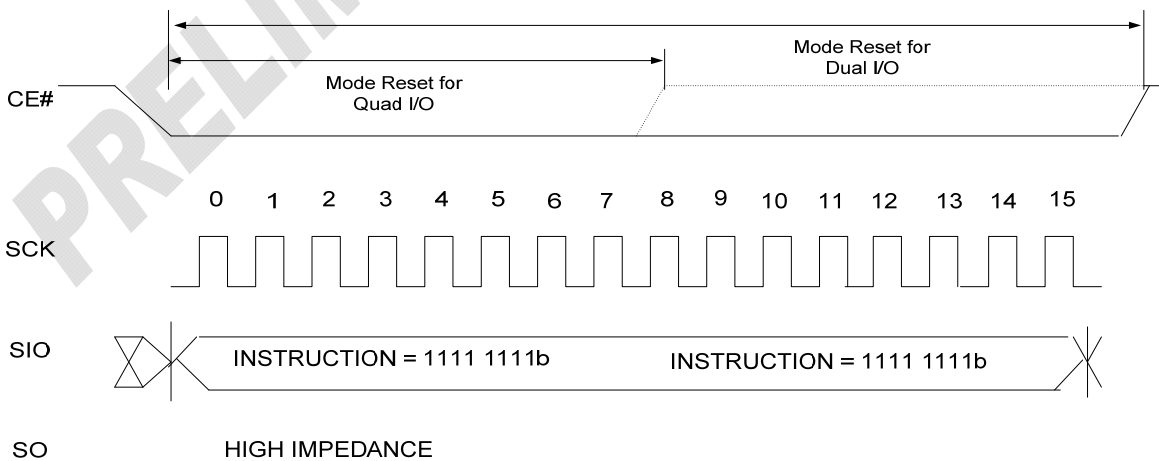 PRELIM
Mode Reset for
Dual I/O
Mode Reset for
Quad I/O
CE#
0 1 2 3 4 5 6 7 8 9 10 11 12 13 14 15
SCK
SIO
INSTRUCTION = 1111 1111b INSTRUCTION = 1111 1111b
SO
HIGH IMPEDANCE